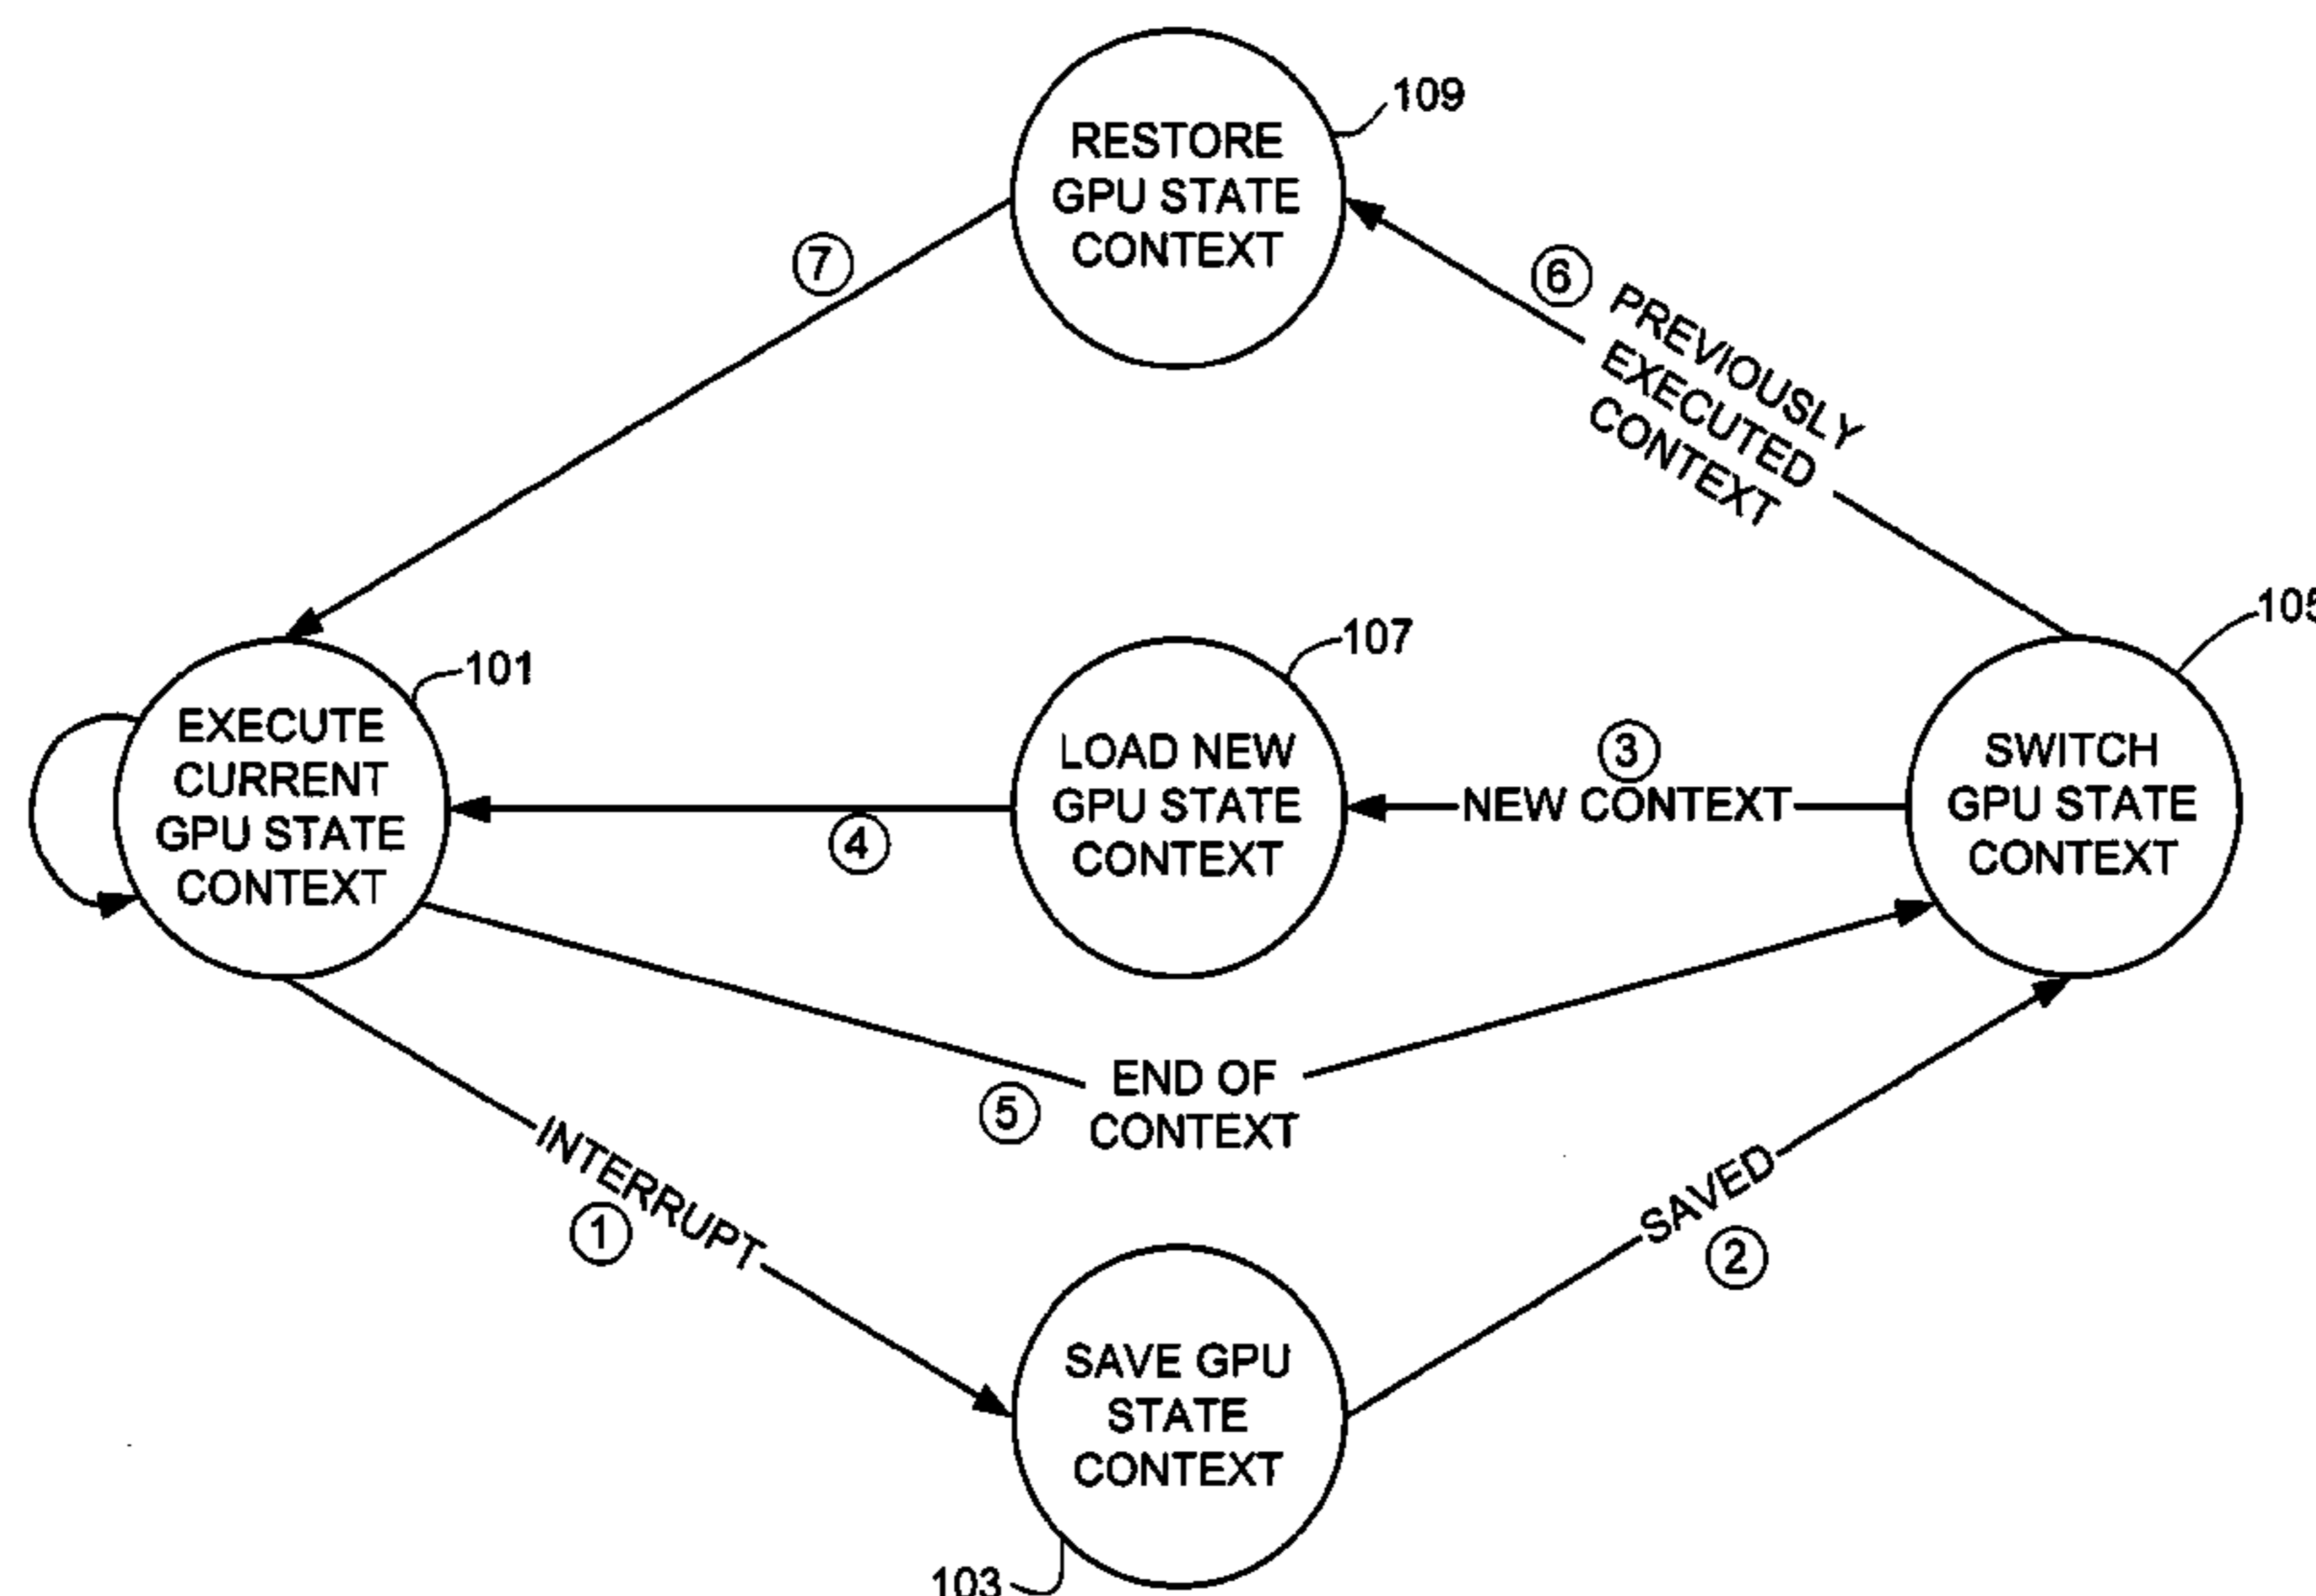 RESTORE
GPU STATE
CONTEXT
109
7
6
PREVIOUSLY
EXECUTED
CONTEXT
EXECUTE
CURRENT
GPU STATE
CONTEXT
101
LOAD NEW
GPU STATE
CONTEXT
107
3
NEW CONTEXT
4
SWITCH
GPU STATE
CONTEXT
105
END OF
CONTEXT
5
INTERRUPT
1
SAVED
2
SAVE GPU
STATE
CONTEXT
103